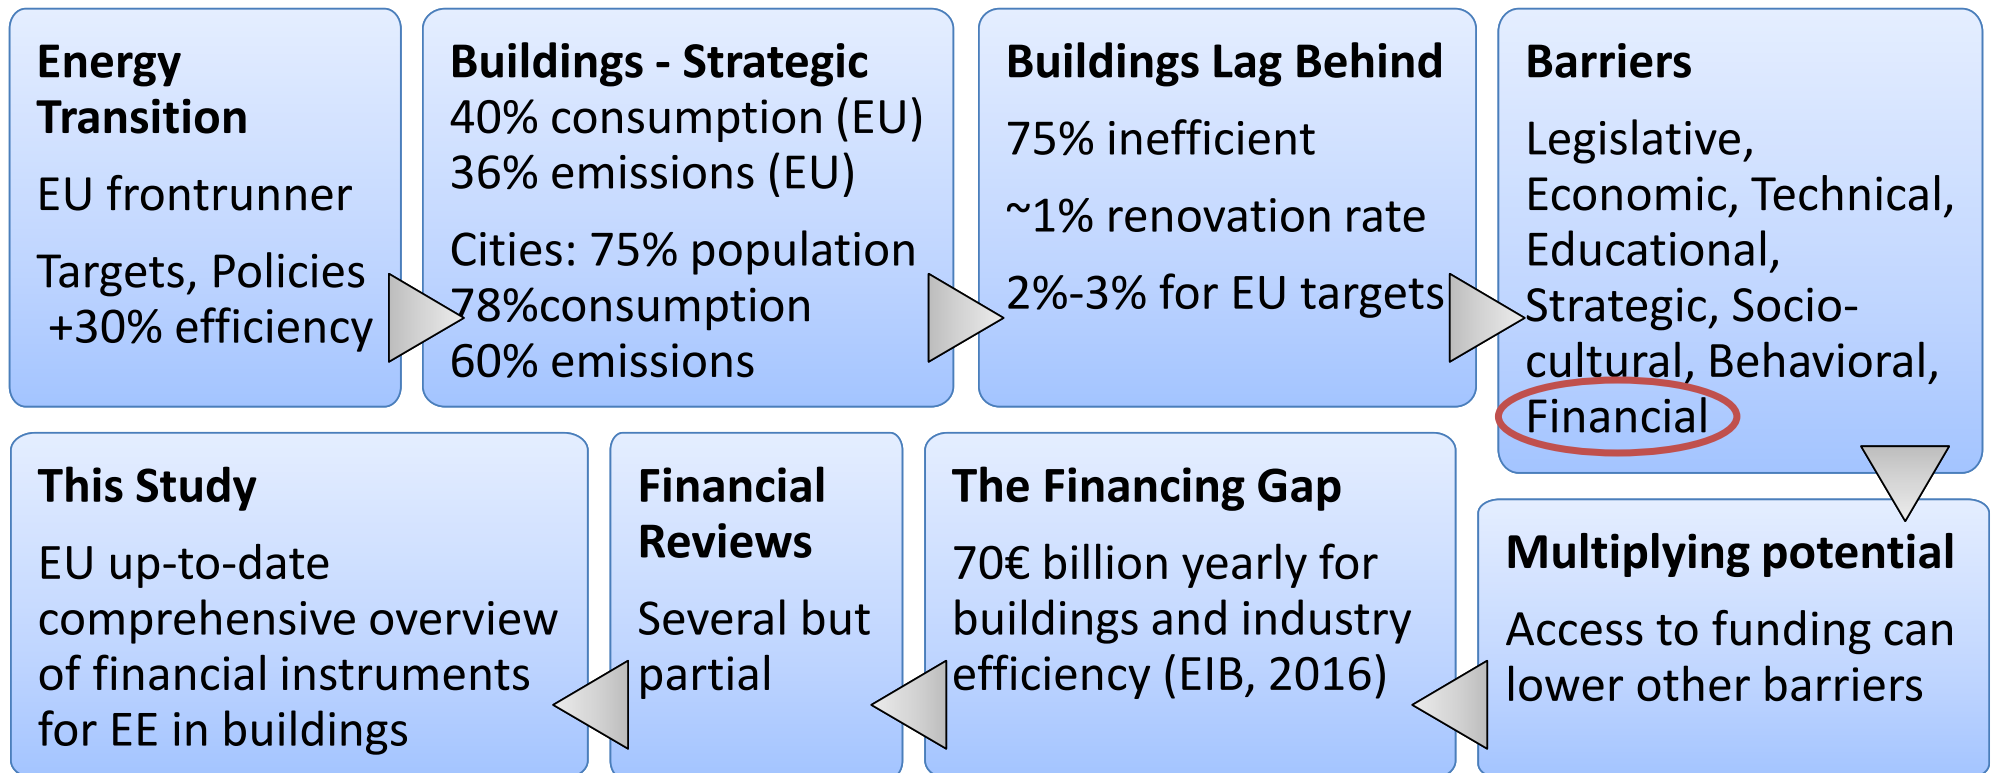 Energy
Transition
EU frontrunner
Targets, Policies
+30% efficiency
Buildings - Strategic
40% consumption (EU)
36% emissions (EU)
Cities: 75% population
78%consumption
60% emissions
Buildings Lag Behind
75% inefficient
~1% renovation rate
2%-3% for EU targets
Barriers
Legislative,
Economic, Technical,
Educational,
Strategic, Socio-
cultural, Behavioral,
Financial
Multiplying potential
Access to funding can
lower other barriers
The Financing Gap
70€ billion yearly for
buildings and industry
efficiency (EIB, 2016)
Financial
Reviews
Several but
partial
This Study
EU up-to-date
comprehensive overview
of financial instruments
for EE in buildings